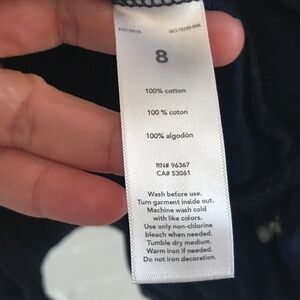 8
100% cotton
100 % coton
100% algodón
RN# 96367
CA# 53061
Wash before use.
Turn garment inside out.
Machine wash cold
with like colors.
Use only non-chlorine
bleach when needed.
Tumble dry medium.
Warm iron if needed.
Do not iron decoration.